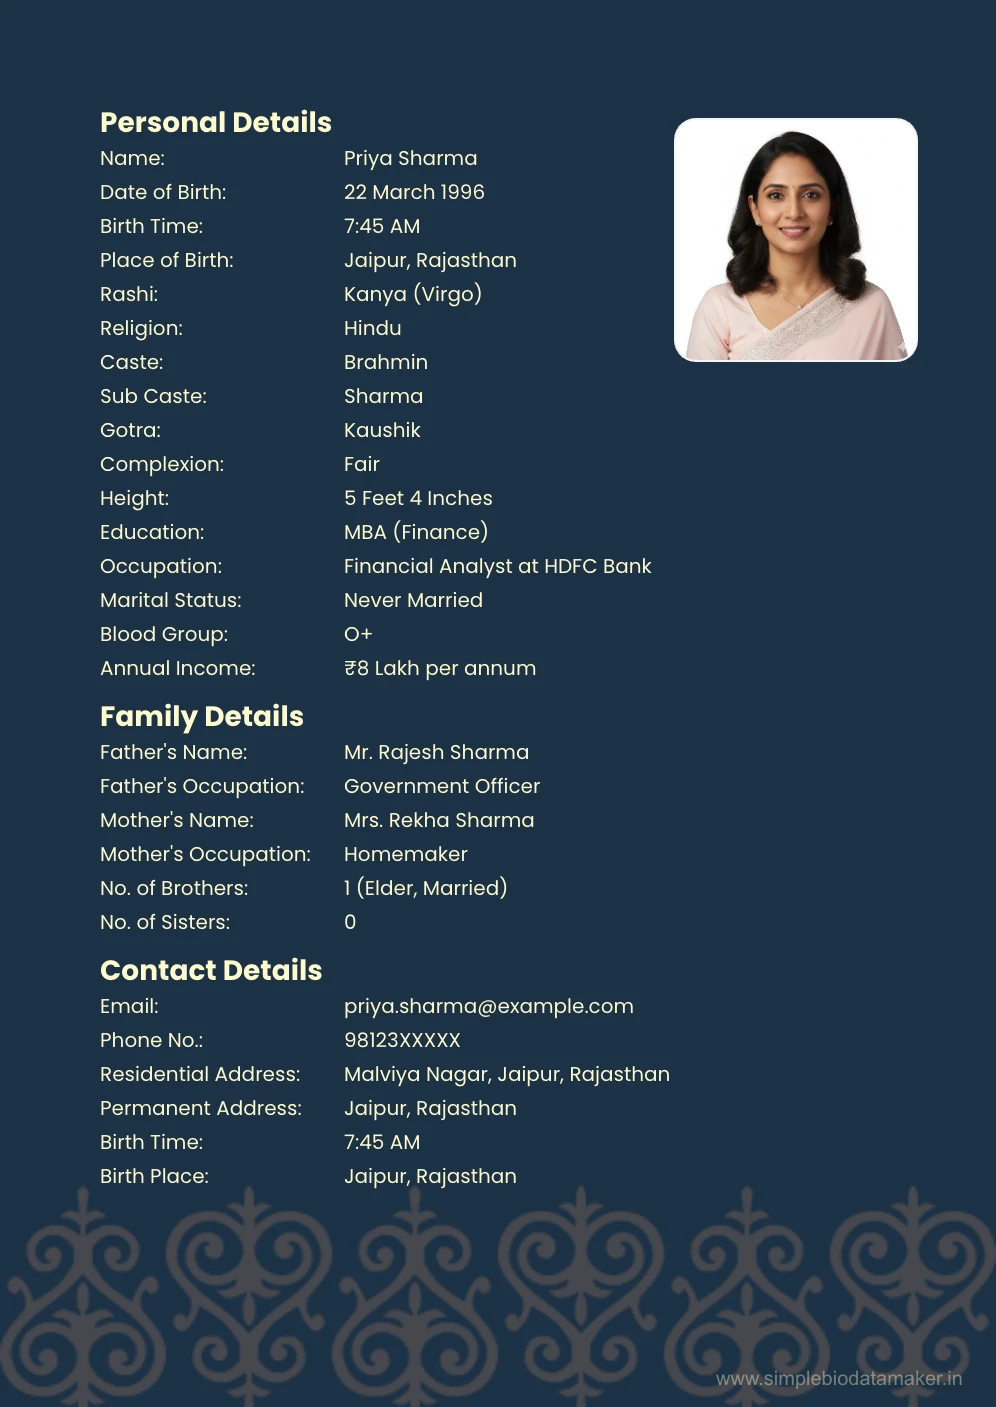 Personal Details
Name: Priya Sharma
Date of Birth: 22 March 1996
Birth Time: 7:45 AM
Place of Birth: Jaipur, Rajasthan
Rashi: Kanya (Virgo)
Religion: Hindu
Caste: Brahmin
Sub Caste: Sharma
Gotra: Kaushik
Complexion: Fair
Height: 5 Feet 4 Inches
Education: MBA (Finance)
Occupation: Financial Analyst at HDFC Bank
Marital Status: Never Married
Blood Group: O+
Annual Income: ₹8 Lakh per annum
Family Details
Father's Name: Mr. Rajesh Sharma
Father's Occupation: Government Officer
Mother's Name: Mrs. Rekha Sharma
Mother's Occupation: Homemaker
No. of Brothers: 1 (Elder, Married)
No. of Sisters: 0
Contact Details
Email: priya.sharma@example.com
Phone No.: 98123XXXXX
Residential Address: Malviya Nagar, Jaipur, Rajasthan
Permanent Address: Jaipur, Rajasthan
Birth Time: 7:45 AM
Birth Place: Jaipur, Rajasthan
www.simplebiodatamaker.in